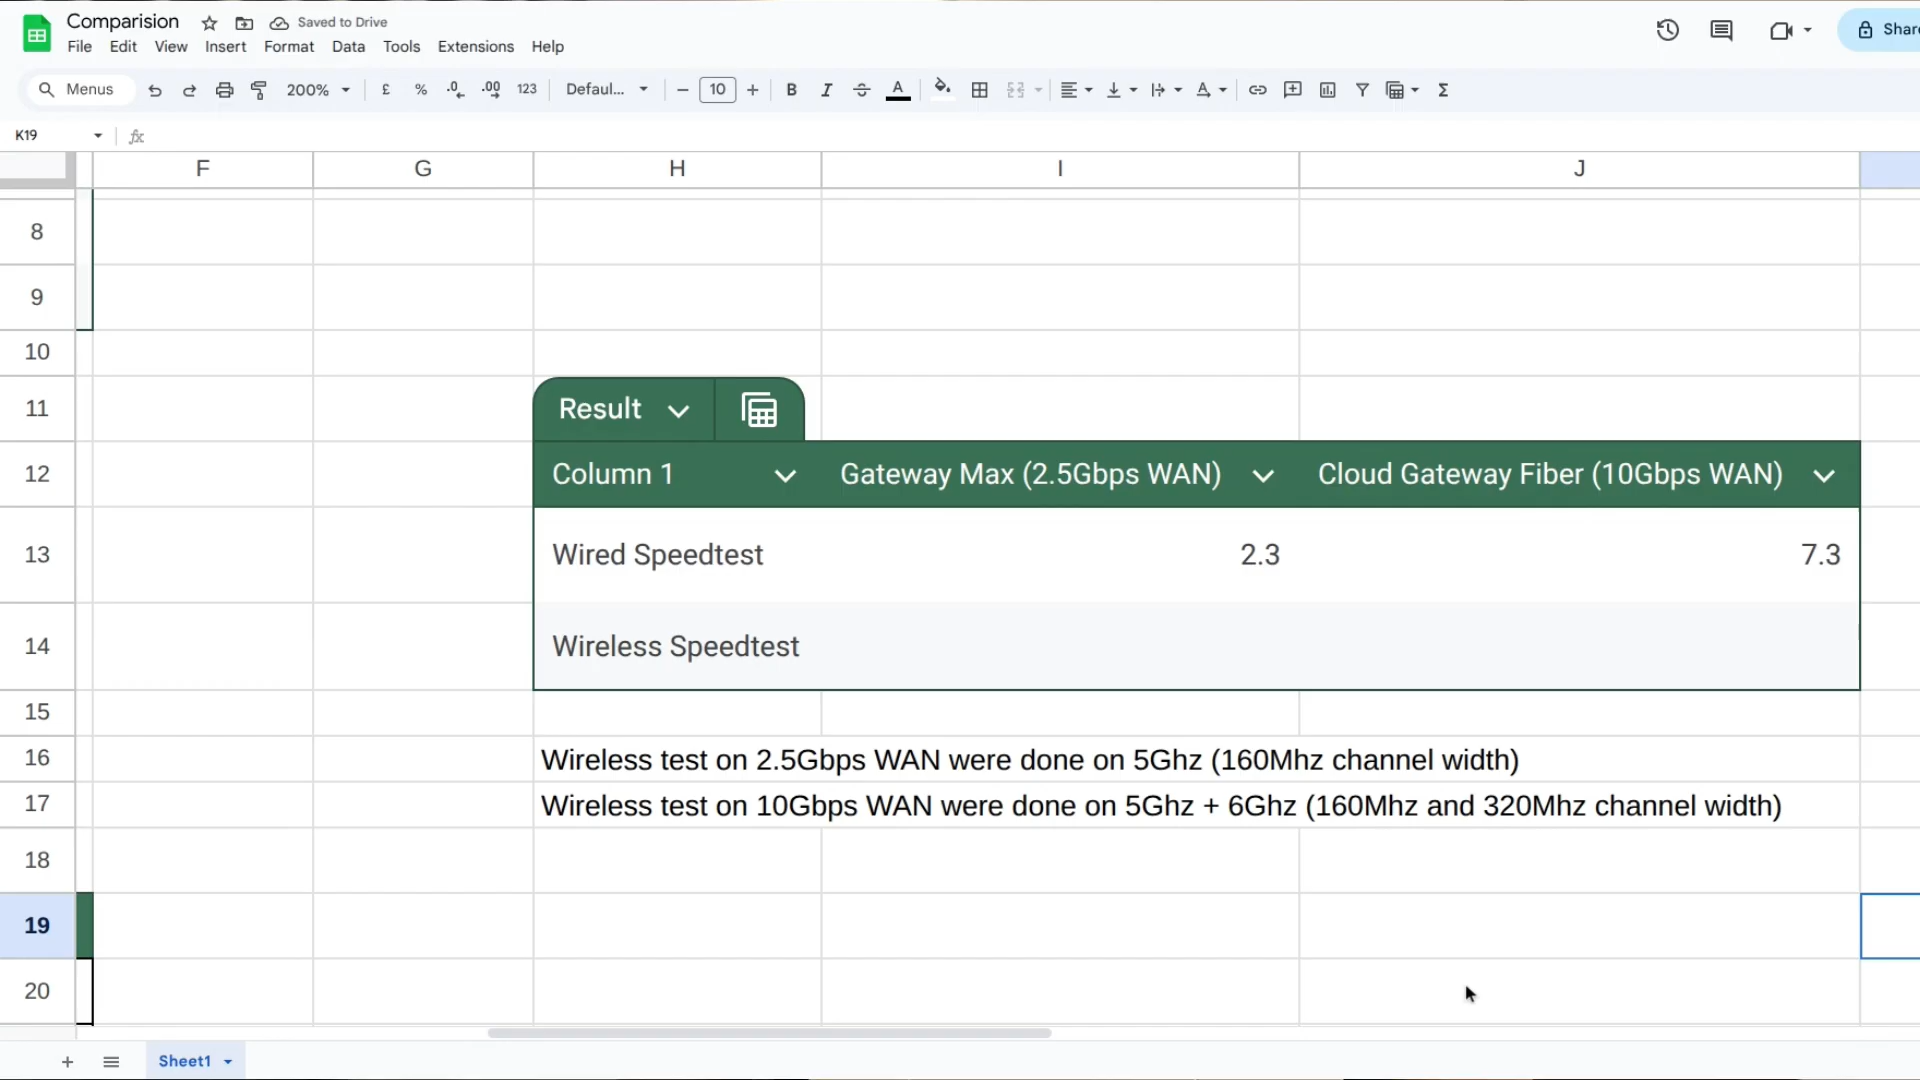 Comparision Saved to Drive
File Edit View Insert Format Data Tools Extensions Help
Share
Menus 200% £ % .0 .00 123 Defaul... 10 B I A
K19 fx
F G H I J
8
9
10
11 Result
12 Column 1 Gateway Max (2.5Gbps WAN) Cloud Gateway Fiber (10Gbps WAN)
13 Wired Speedtest 2.3 7.3
14 Wireless Speedtest
15
16 Wireless test on 2.5Gbps WAN were done on 5Ghz (160Mhz channel width)
17 Wireless test on 10Gbps WAN were done on 5Ghz + 6Ghz (160Mhz and 320Mhz channel width)
18
19
20
Sheet1